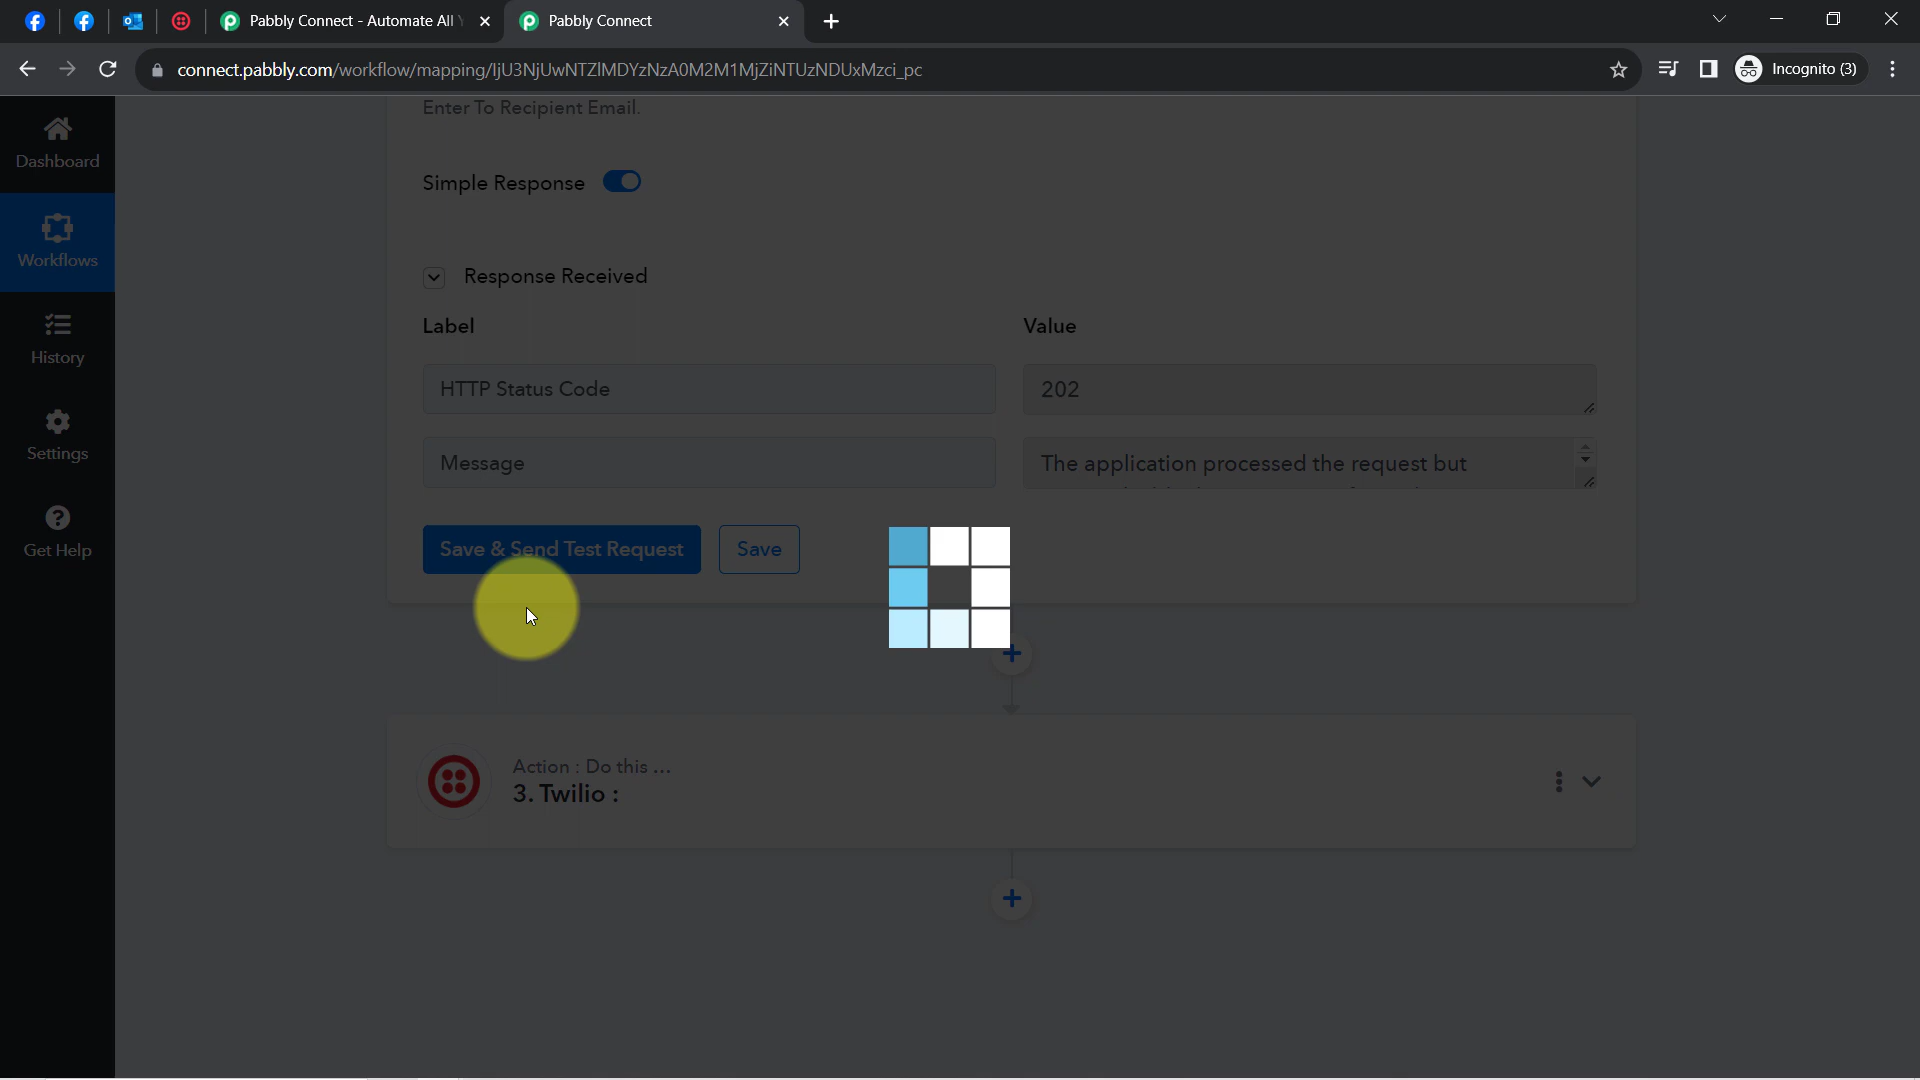 Pabbly Connect - Automate All
Pabbly Connect
connect.pabbly.com/workflow/mapping/IjU3NjUwNTZlMDYzNzA0M2M1MjZiNTUzNDUxMzci_pc
Incognito (3)
Dashboard
Workflows
History
Settings
Get Help
Enter To Recipient Email.
Simple Response
Response Received
Label
Value
HTTP Status Code
202
Message
The application processed the request but
Save & Send Test Request
Save
Action : Do this ...
3. Twilio :